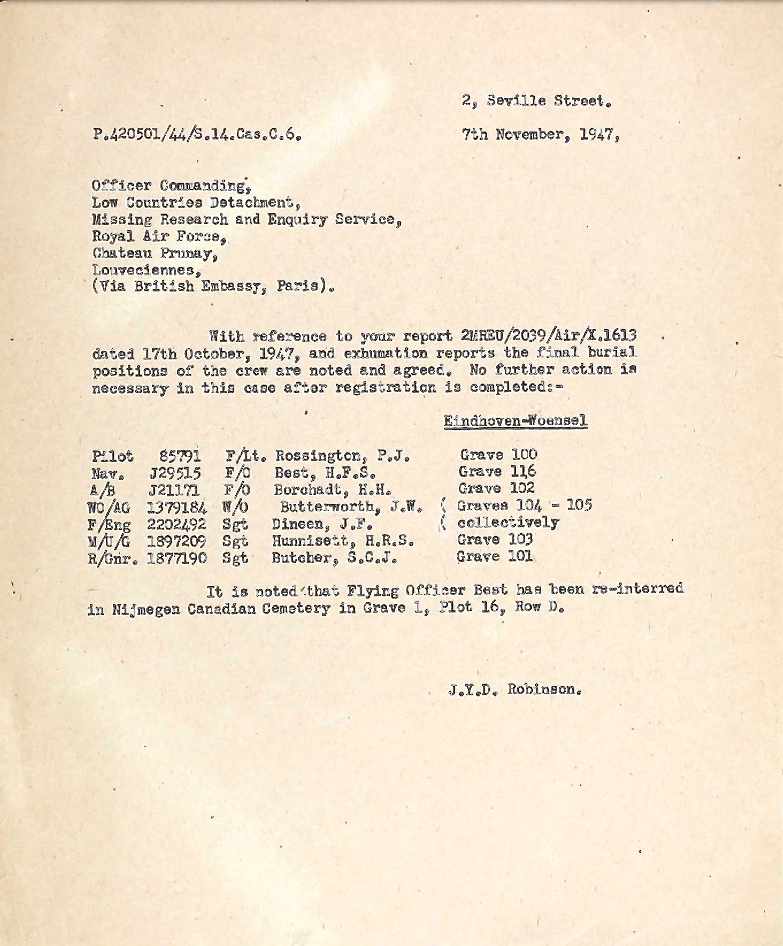 2, Seville Street.
P.420501/44/S.14.Cas.C.6.
7th November, 1947,
Officer Commanding,
Low Countries Detachment,
Missing Research and Enquiry Service,
Royal Air Force,
Chateau Prunay,
Louveciennes,
(Via British Embassy, Paris).
With reference to your report 2MREU/2039/Air/X.1613
dated 17th October, 1947, and exhumation reports the final burial
positions of the crew are noted and agreed. No further action is
necessary in this case after registration is completed:-
Eindhoven-Woensel
Pilot 85791 F/Lt. Rossington, P.J. Grave 100
Nav. J29515 F/O Best, H.F.S. Grave 116
A/B J21171 F/O Borchadt, H.H. Grave 102
WO/AG 1379184 W/O Butterworth, J.W. ( Graves 104 - 105
F/Eng 2202492 Sgt Dineen, J.F. ( collectively
M/U/G 1897209 Sgt Hunnisett, H.R.S. Grave 103
R/Gnr. 1877190 Sgt Butcher, S.C.J. Grave 101
It is noted that Flying Officer Best has been re-interred
in Nijmegen Canadian Cemetery in Grave 1, Plot 16, Row D.
J.Y.D. Robinson.